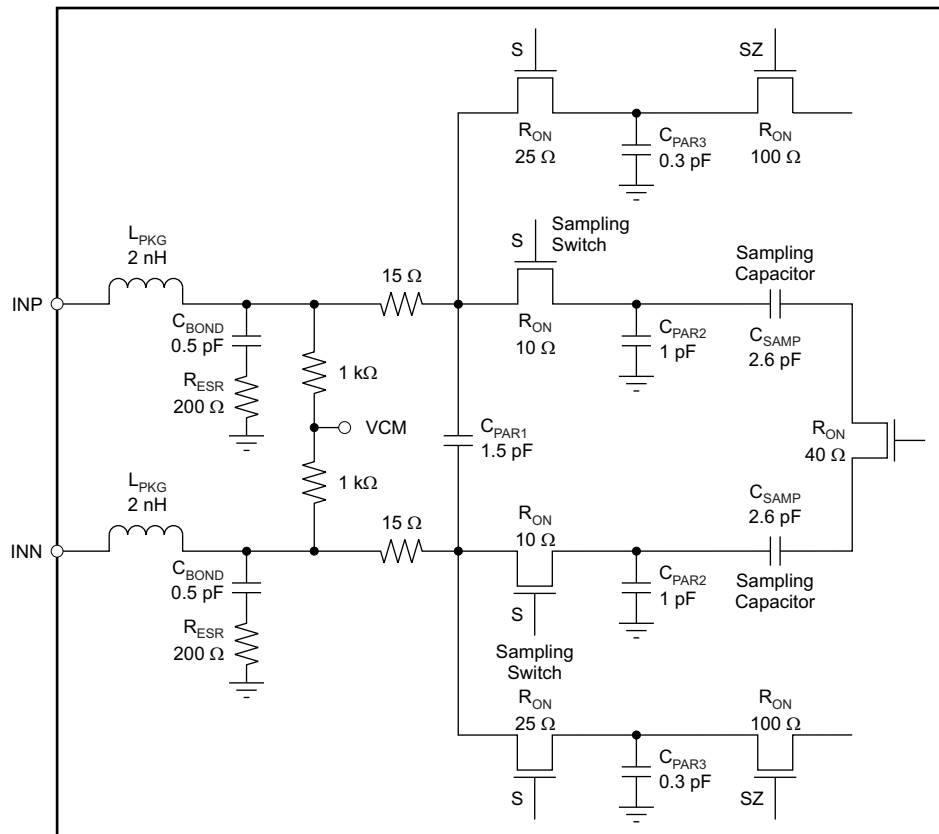 S
SZ
R_ON
25 Ω
C_PAR3
0.3 pF
R_ON
100 Ω
Sampling
Switch
S
L_PKG
2 nH
15 Ω
Sampling
Capacitor
INP
C_BOND
0.5 pF
R_ON
10 Ω
C_PAR2
1 pF
C_SAMP
2.6 pF
R_ESR
200 Ω
1 kΩ
VCM
C_PAR1
1.5 pF
R_ON
40 Ω
L_PKG
2 nH
1 kΩ
15 Ω
R_ON
10 Ω
C_SAMP
2.6 pF
INN
C_BOND
0.5 pF
C_PAR2
1 pF
Sampling
Capacitor
R_ESR
200 Ω
S
Sampling
Switch
R_ON
25 Ω
R_ON
100 Ω
C_PAR3
0.3 pF
S
SZ